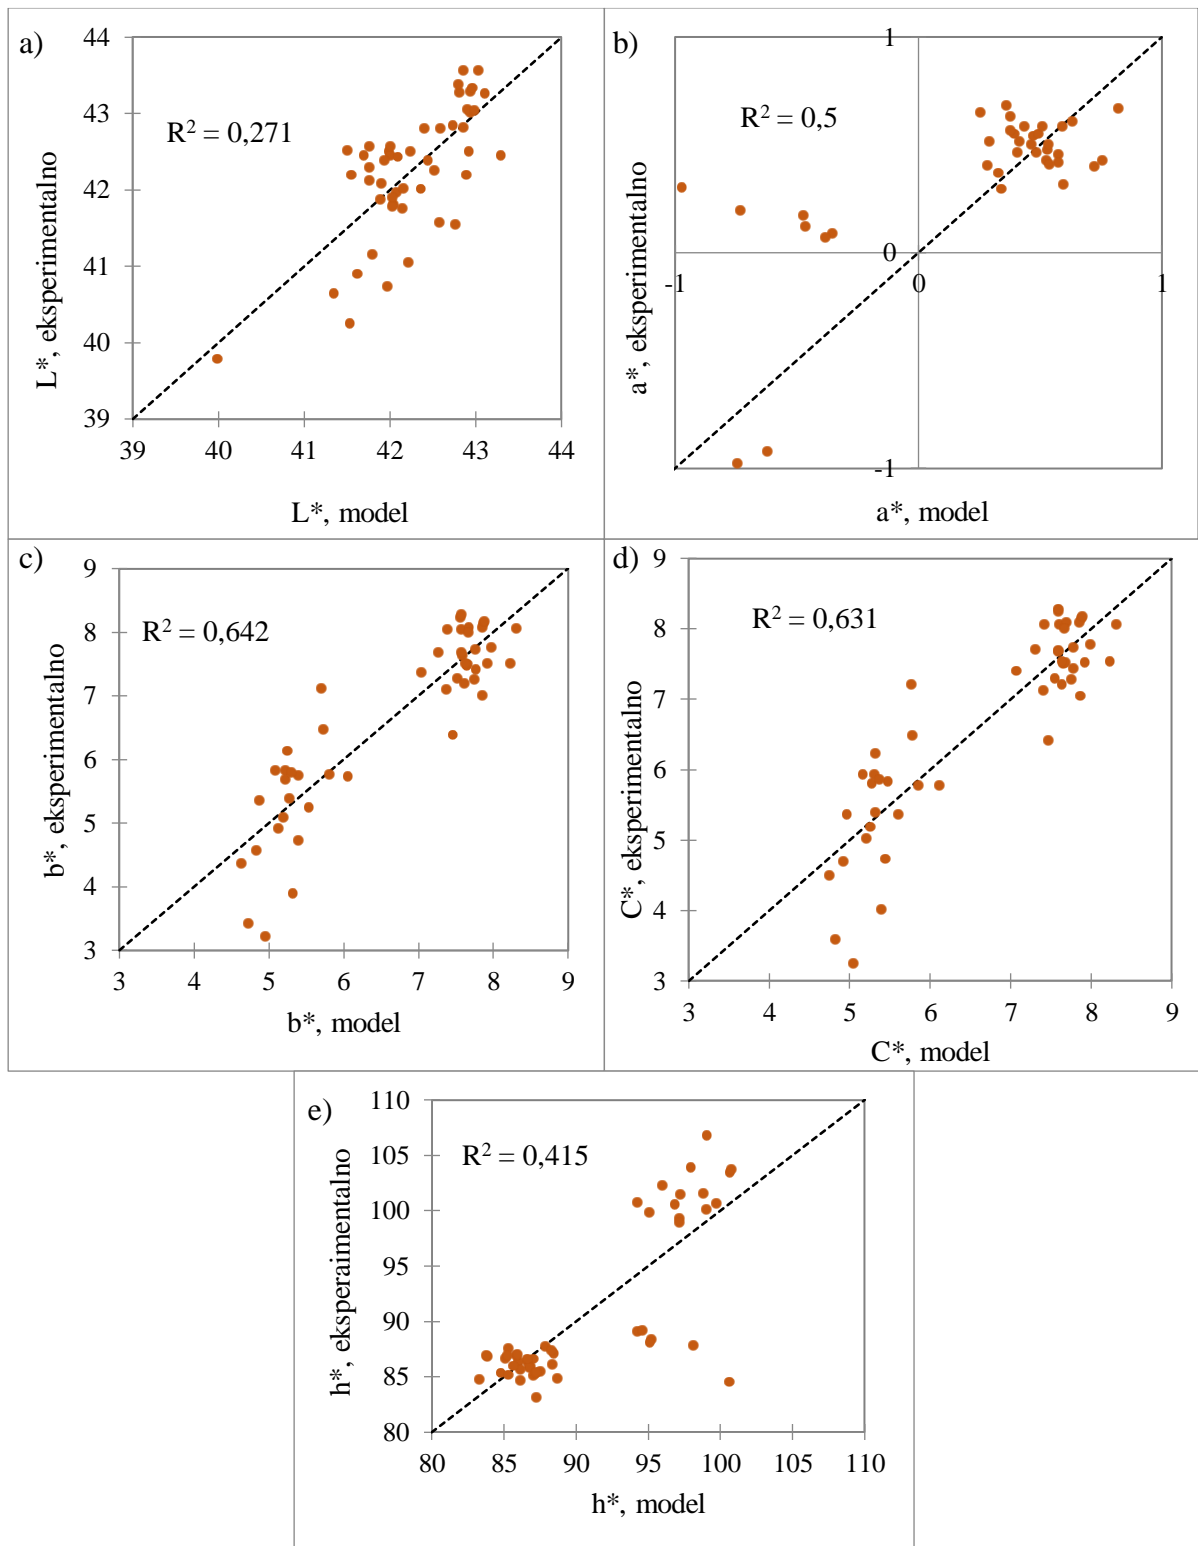 a)
44
43
42
41
40
39
L*, eksperimentalno
R² = 0,271
39 40 41 42 43 44
L*, model
b)
1
0
-1
a*, eksperimentalno
R² = 0,5
-1 0 1
a*, model
c)
9
8
7
6
5
4
3
b*, eksperimentalno
R² = 0,642
3 4 5 6 7 8 9
b*, model
d)
9
8
7
6
5
4
3
C*, eksperimentalno
R² = 0,631
3 4 5 6 7 8 9
C*, model
e)
110
105
100
95
90
85
80
h*, eksperaimentalno
R² = 0,415
80 85 90 95 100 105 110
h*, model